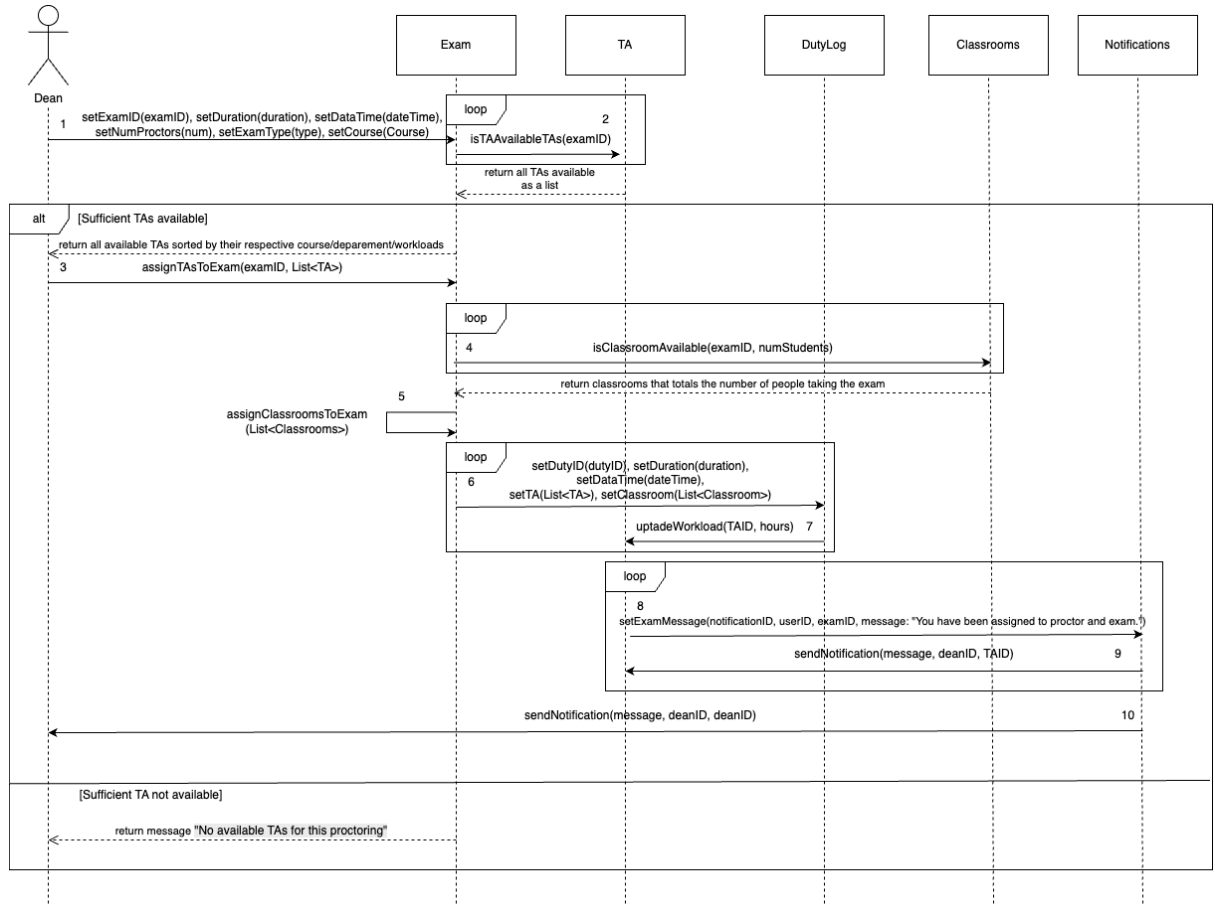 Exam
TA
DutyLog
Classrooms
Notifications
Dean
loop
1
setExamID(examID), setDuration(duration), setDataTime(dateTime),
setNumProctors(num), setExamType(type), setCourse(Course)
2
isTAAvailableTAs(examID)
return all TAs available
as a list
alt
[Sufficient TAs available]
return all available TAs sorted by their respective course/deparement/workloads
3
assignTAsToExam(examID, List<TA>)
loop
4
isClassroomAvailable(examID, numStudents)
return classrooms that totals the number of people taking the exam
5
assignClassroomsToExam
(List<Classrooms>)
loop
6
setDutyID(dutyID), setDuration(duration),
setDataTime(dateTime),
setTA(List<TA>), setClassroom(List<Classroom>)
uptadeWorkload(TAID, hours)
7
loop
8
setExamMessage(notificationID, userID, examID, message: "You have been assigned to proctor and exam.")
sendNotification(message, deanID, TAID)
9
sendNotification(message, deanID, deanID)
10
[Sufficient TA not available]
return message "No available TAs for this proctoring"